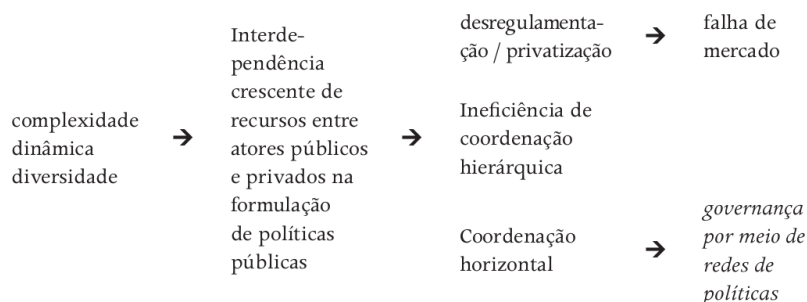 complexidade
dinâmica
diversidade
➔
Interde-
pendência
crescente de
recursos entre
atores públicos
e privados na
formulação
de políticas
públicas
➔
desregulamenta-
ção / privatização
➔
falha de
mercado
Ineficiência de
coordenação
hierárquica
Coordenação
horizontal
➔
governança
por meio de
redes de
políticas